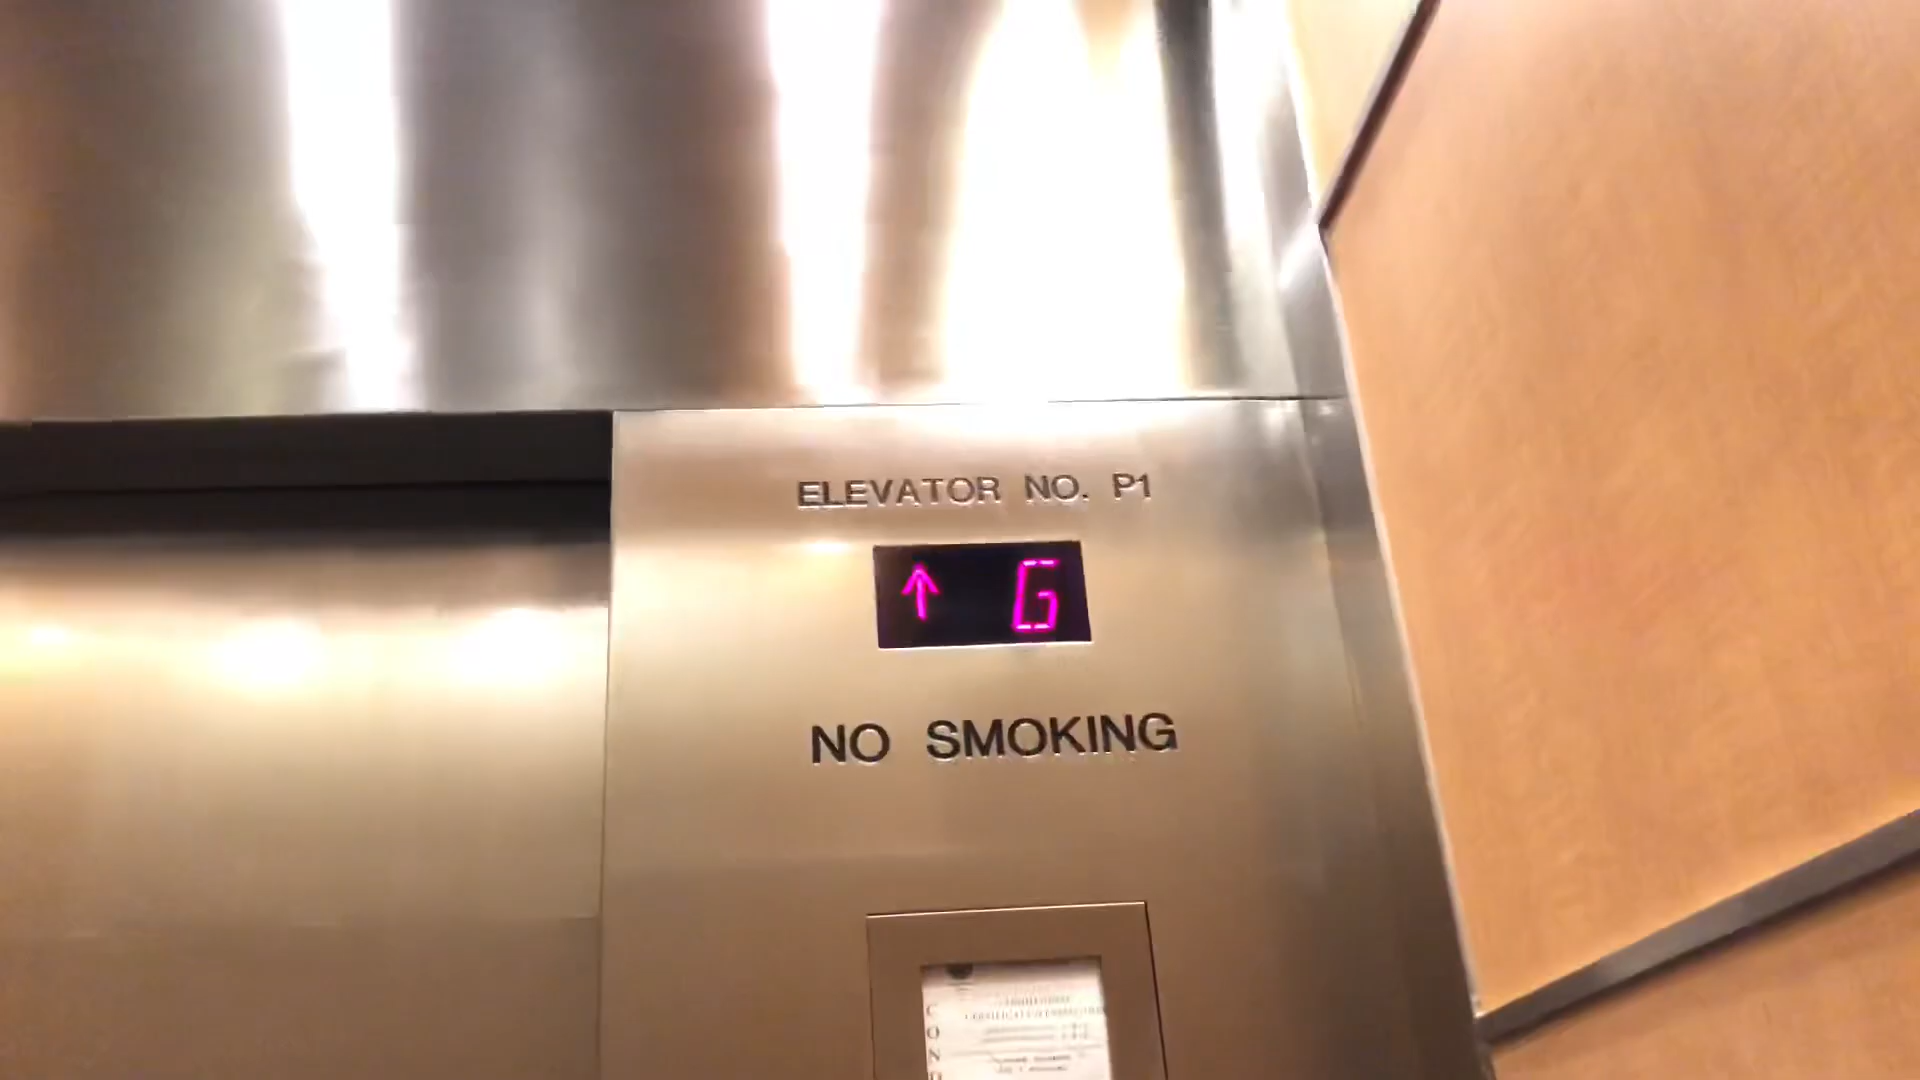 ELEVATOR NO. P1
↑ G
NO SMOKING
C
O
N
D